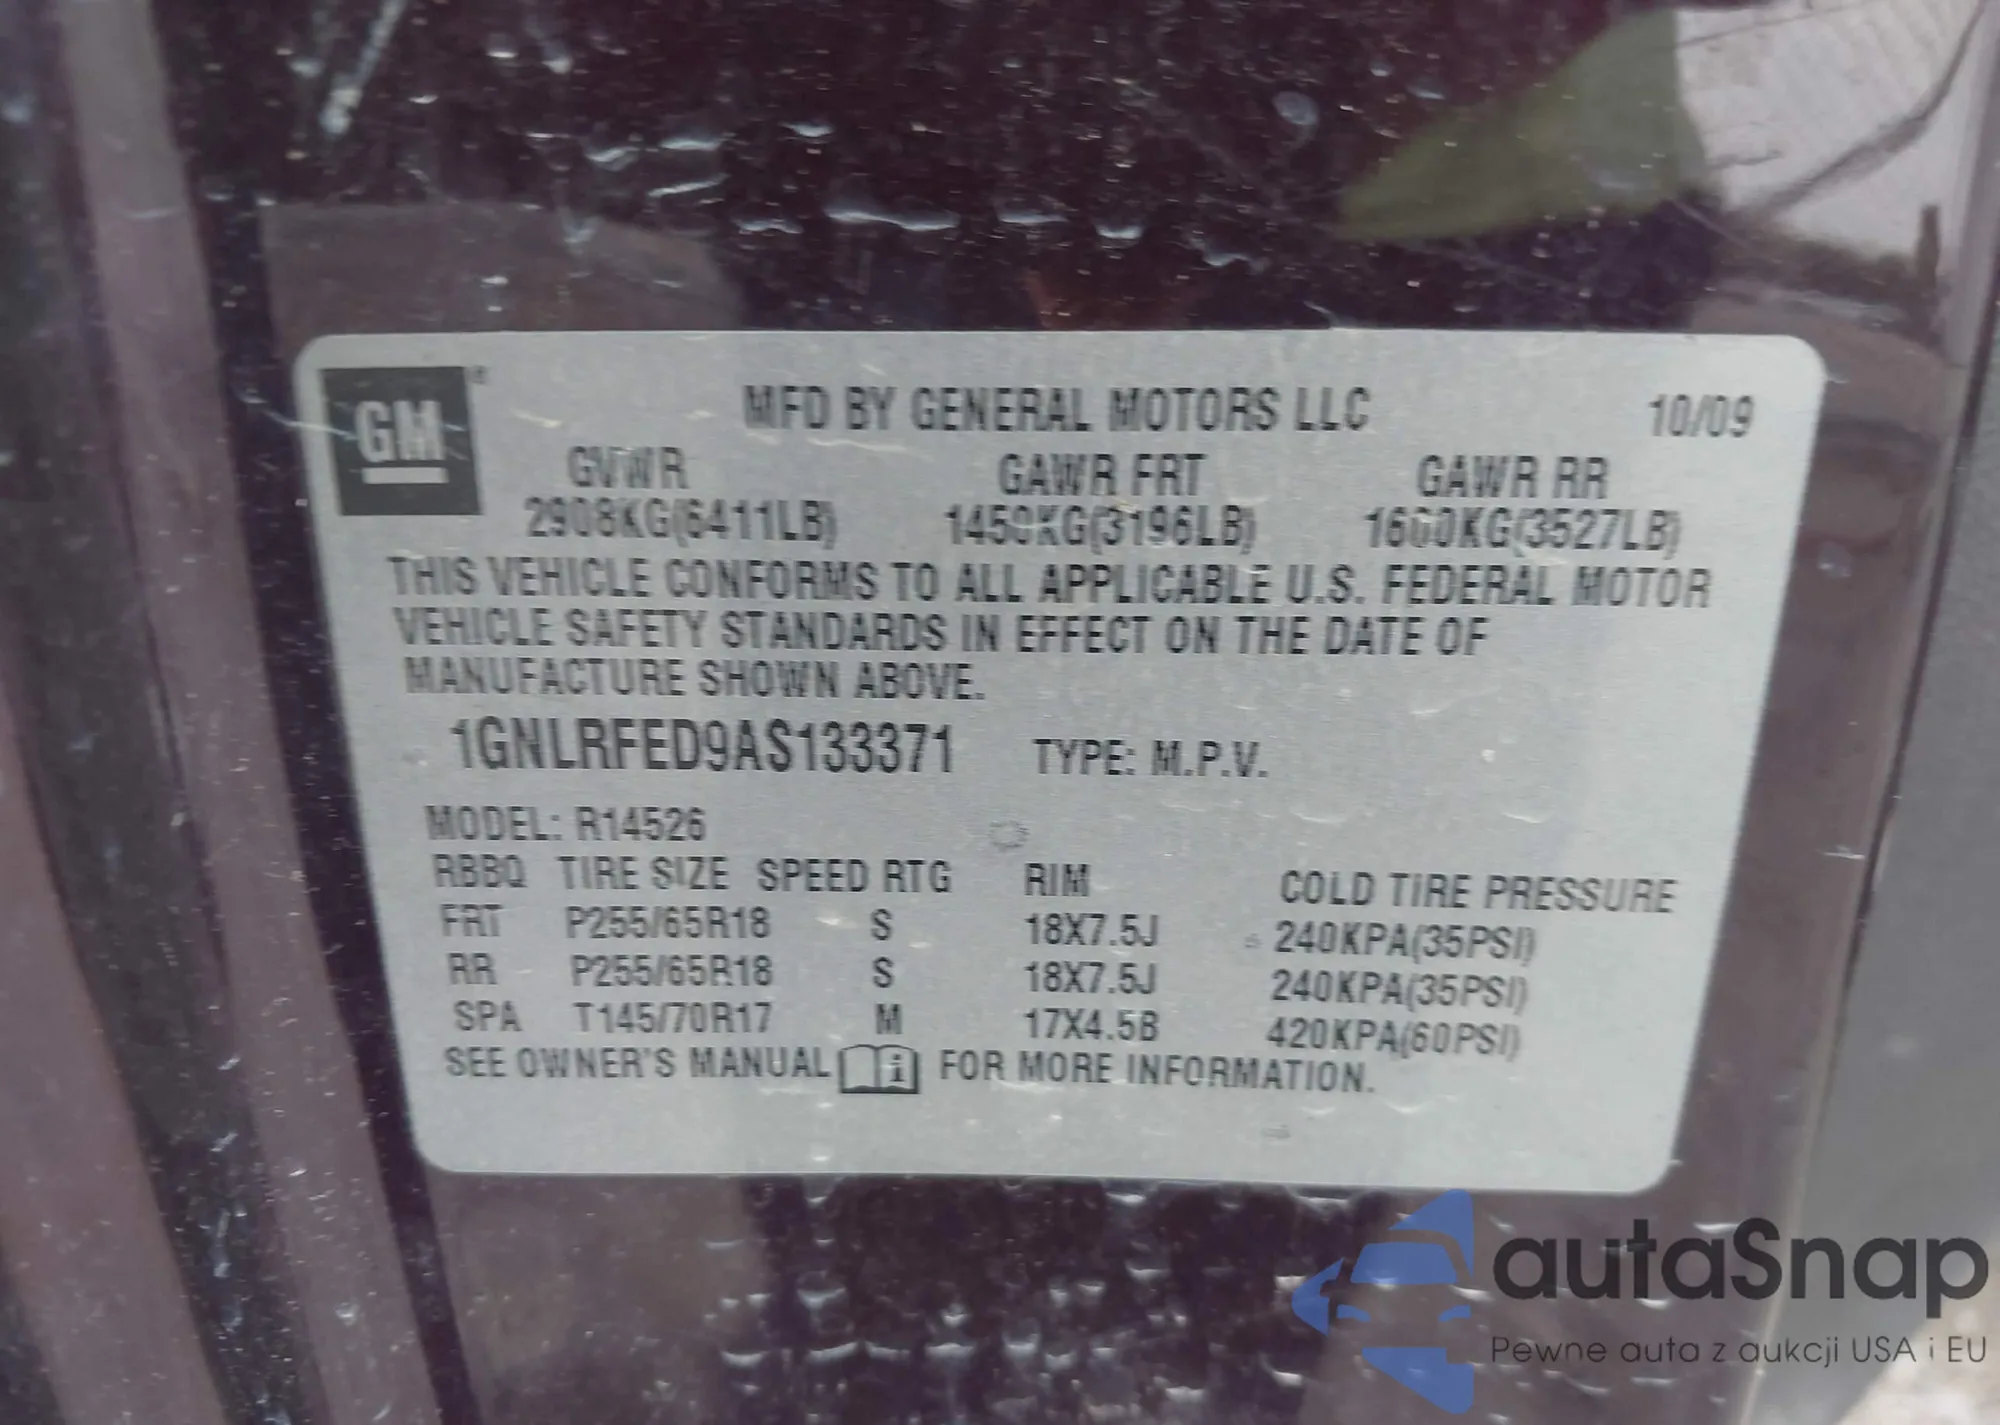 GM
MFD BY GENERAL MOTORS LLC 10/09
GVWR GAWR FRT GAWR RR
2908KG(6411LB) 1450KG(3196LB) 1600KG(3527LB)
THIS VEHICLE CONFORMS TO ALL APPLICABLE U.S. FEDERAL MOTOR
VEHICLE SAFETY STANDARDS IN EFFECT ON THE DATE OF
MANUFACTURE SHOWN ABOVE.
1GNLRFED9AS133371 TYPE: M.P.V.
MODEL: R14526
RBBQ TIRE SIZE SPEED RTG RIM COLD TIRE PRESSURE
FRT P255/65R18 S 18X7.5J 240KPA(35PSI)
RR P255/65R18 S 18X7.5J 240KPA(35PSI)
SPA T145/70R17 M 17X4.5B 420KPA(60PSI)
SEE OWNER'S MANUAL i FOR MORE INFORMATION.
autaSnap
Pewne auta z aukcji USA i EU